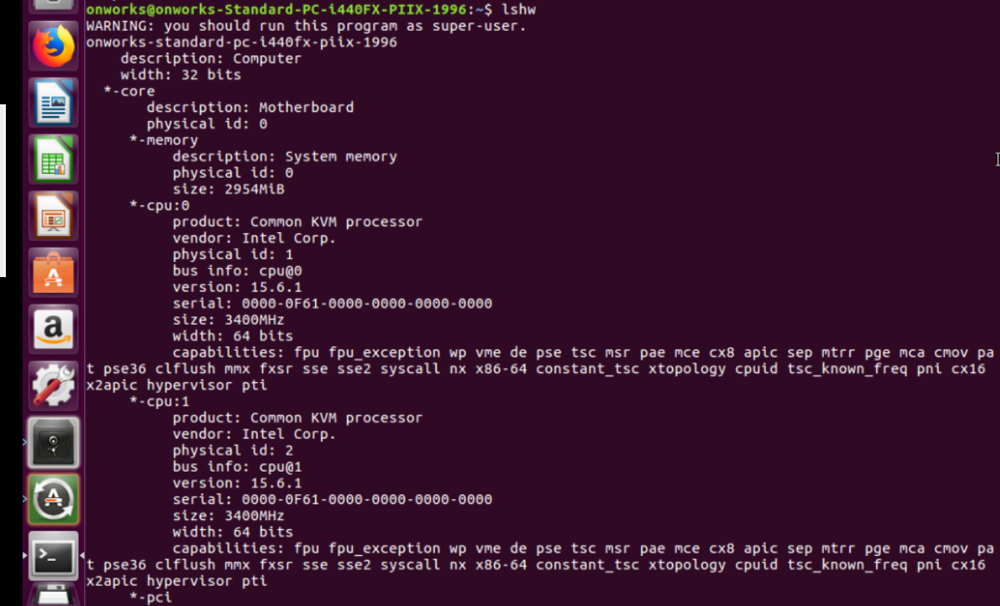 onworks@onworks-Standard-PC-i440FX-PIIX-1996:~$ lshw
WARNING: you should run this program as super-user.
onworks-standard-pc-i440fx-piix-1996
description: Computer
width: 32 bits
*-core
description: Motherboard
physical id: 0
*-memory
description: System memory
physical id: 0
size: 2954MiB
*-cpu:0
product: Common KVM processor
vendor: Intel Corp.
physical id: 1
bus info: cpu@0
version: 15.6.1
serial: 0000-0F61-0000-0000-0000-0000
size: 3400MHz
width: 64 bits
capabilities: fpu fpu_exception wp vme de pse tsc msr pae mce cx8 apic sep mtrr pge mca cmov pa
t pse36 clflush mmx fxsr sse sse2 syscall nx x86-64 constant_tsc xtopology cpuid tsc_known_freq pni cx16
x2apic hypervisor pti
*-cpu:1
product: Common KVM processor
vendor: Intel Corp.
physical id: 2
bus info: cpu@1
version: 15.6.1
serial: 0000-0F61-0000-0000-0000-0000
size: 3400MHz
width: 64 bits
capabilities: fpu fpu_exception wp vme de pse tsc msr pae mce cx8 apic sep mtrr pge mca cmov pa
t pse36 clflush mmx fxsr sse sse2 syscall nx x86-64 constant_tsc xtopology cpuid tsc_known_freq pni cx16
x2apic hypervisor pti
*-pci